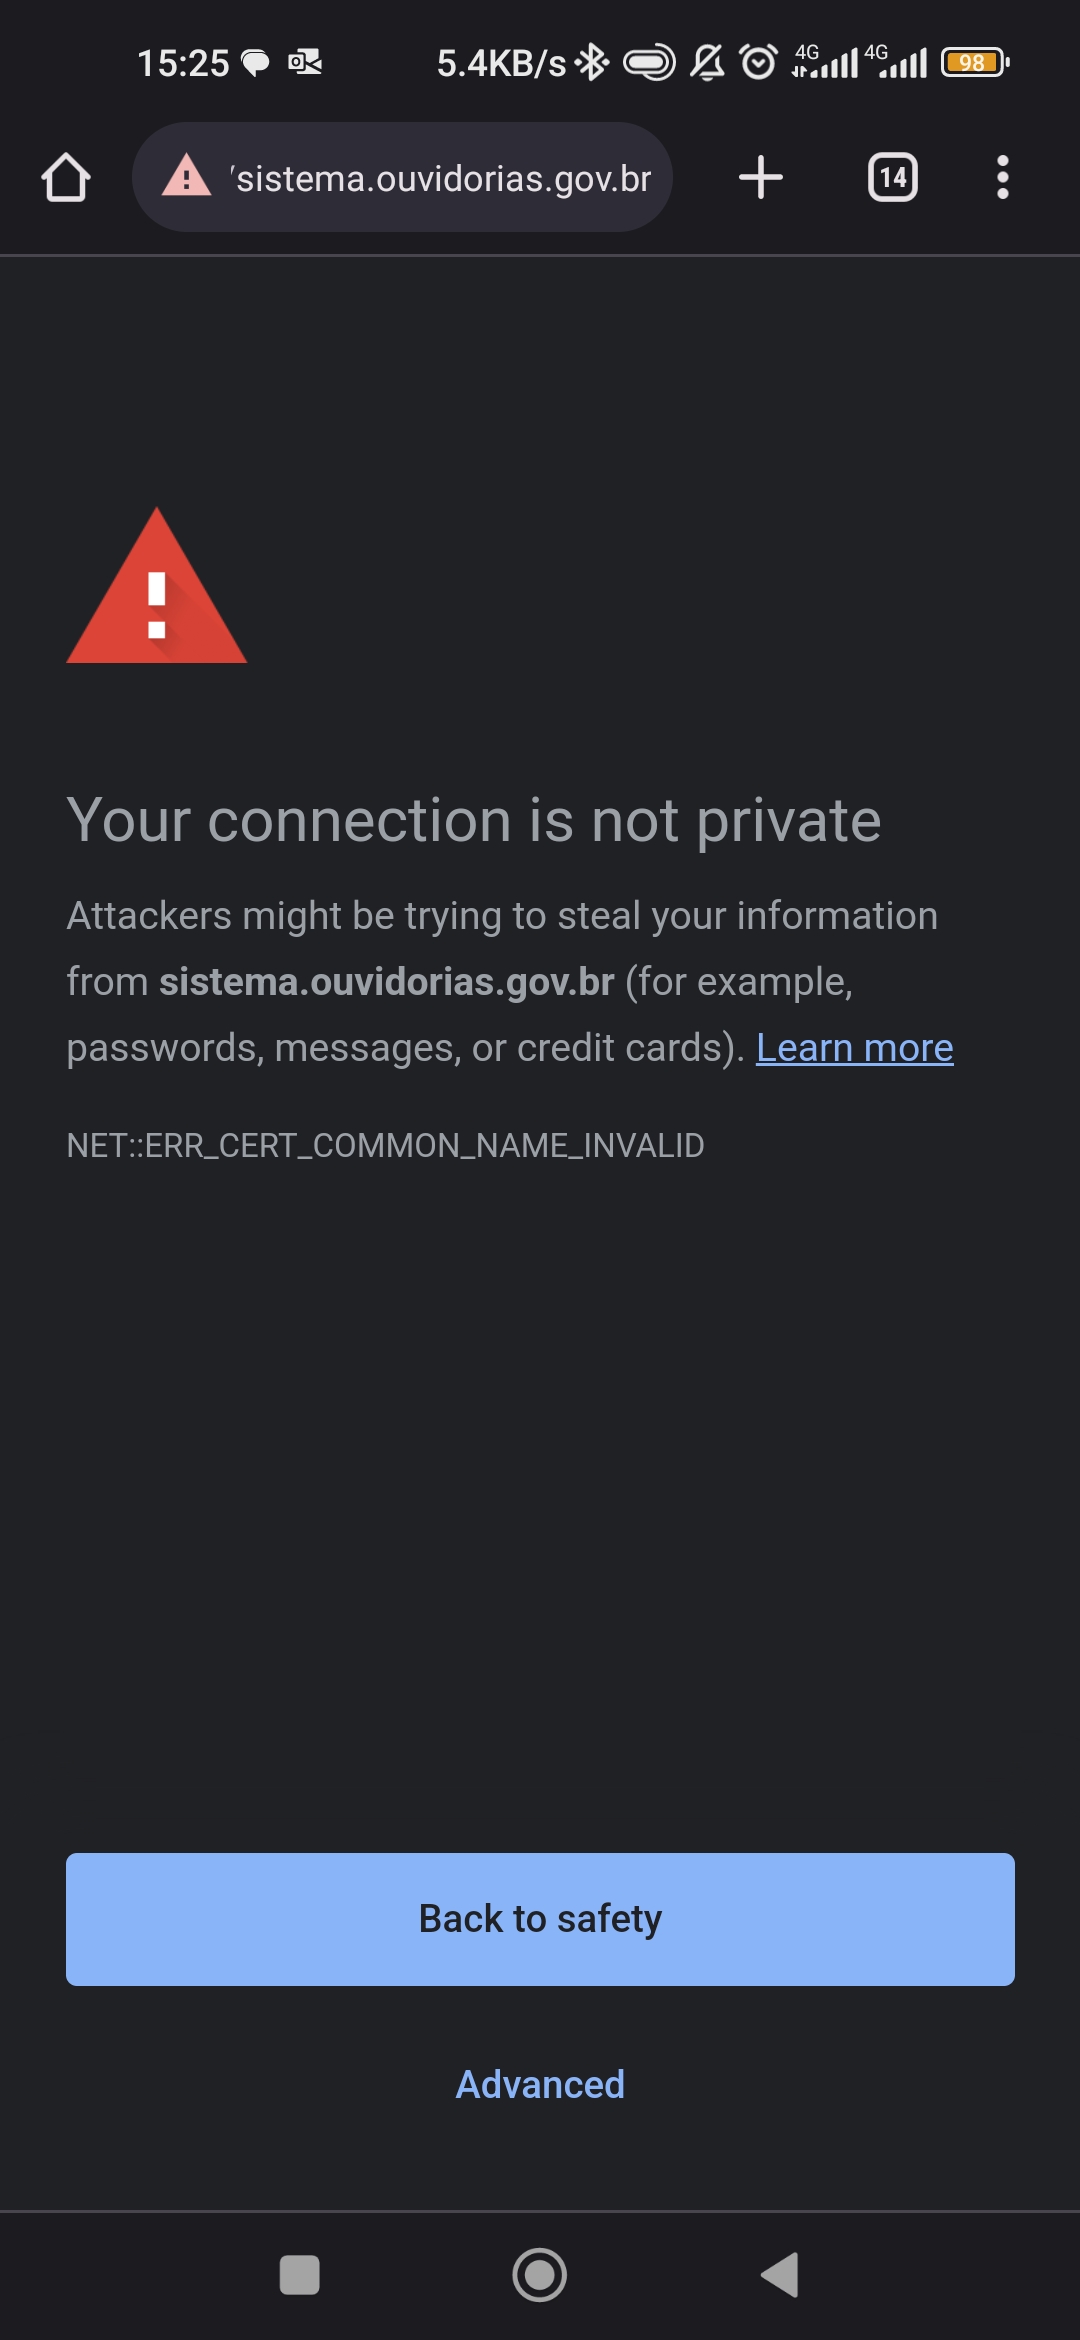 15:25 5.4KB/s 4G 4G 98
sistema.ouvidorias.gov.br 14
Your connection is not private
Attackers might be trying to steal your information
from sistema.ouvidorias.gov.br (for example,
passwords, messages, or credit cards). Learn more
NET::ERR_CERT_COMMON_NAME_INVALID
Back to safety
Advanced